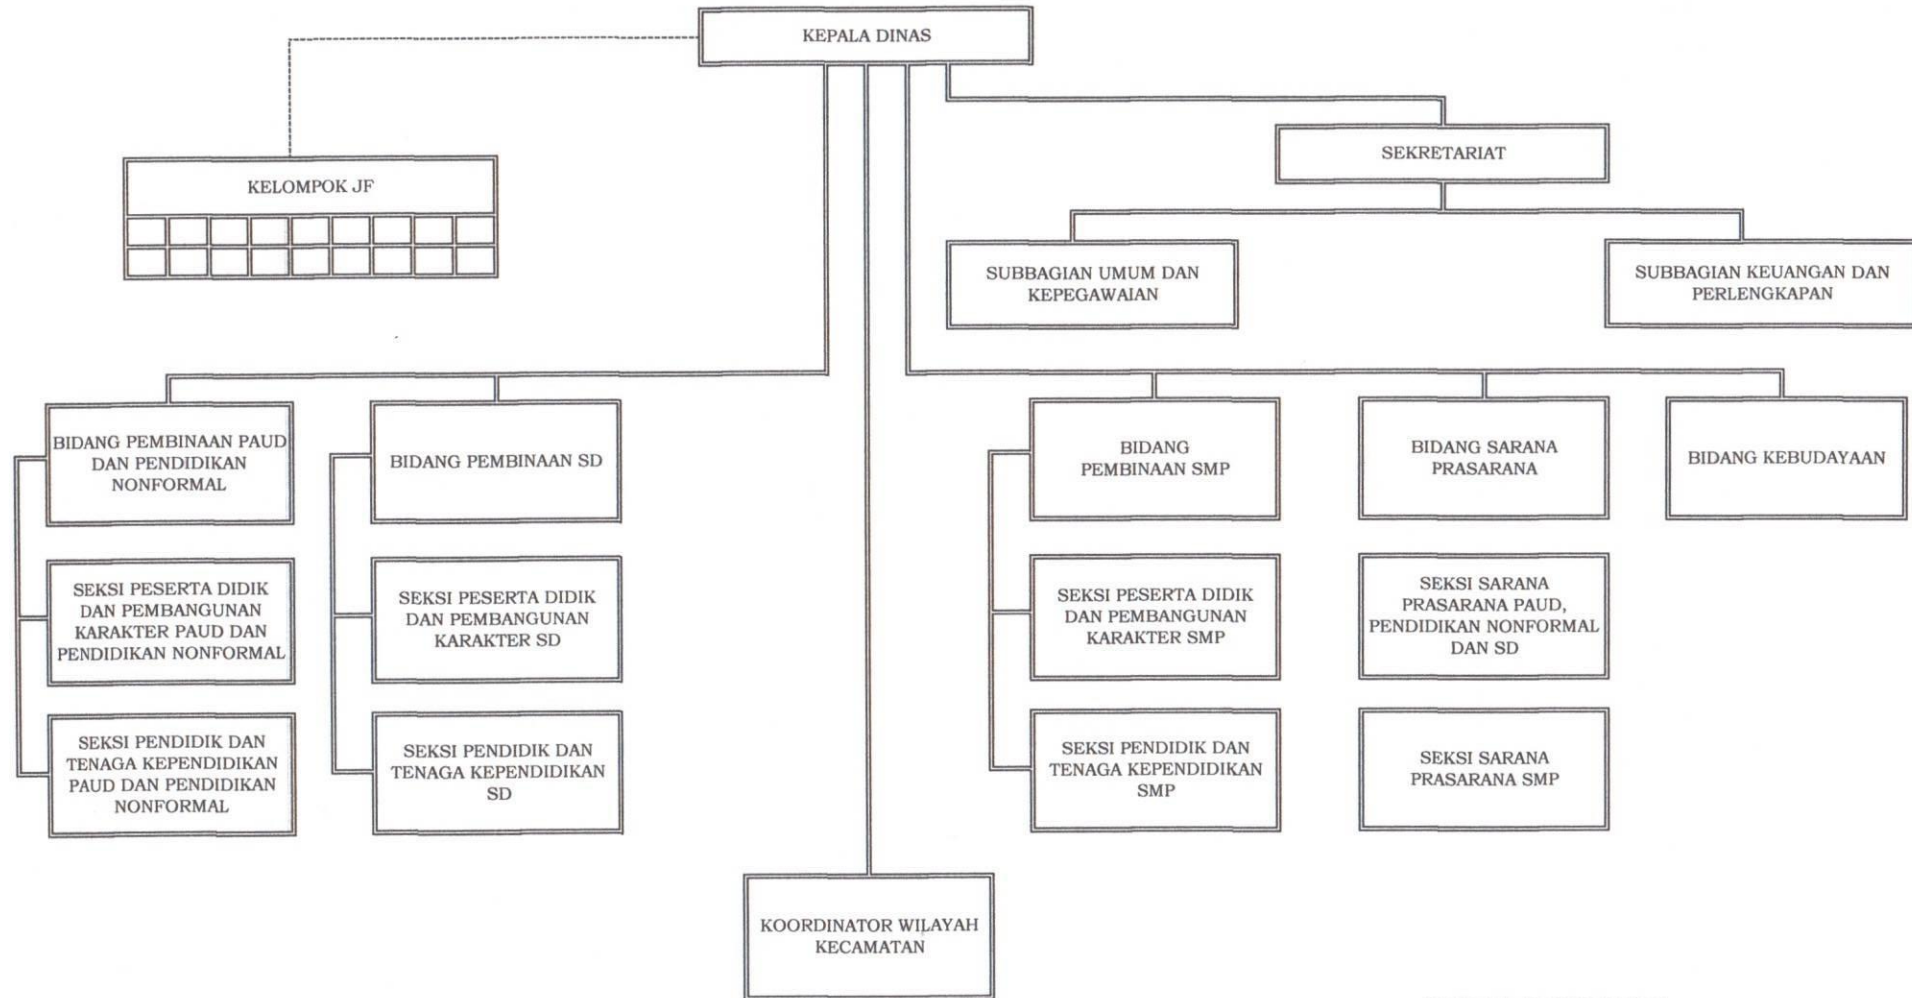 KEPALA DINAS
KELOMPOK JF
SEKRETARIAT
SUBBAGIAN UMUM DAN
KEPEGAWAIAN
SUBBAGIAN KEUANGAN DAN
PERLENGKAPAN
BIDANG PEMBINAAN PAUD
DAN PENDIDIKAN
NONFORMAL
BIDANG PEMBINAAN SD
BIDANG
PEMBINAAN SMP
BIDANG SARANA
PRASARANA
BIDANG KEBUDAYAAN
SEKSI PESERTA DIDIK
DAN PEMBANGUNAN
KARAKTER PAUD DAN
PENDIDIKAN NONFORMAL
SEKSI PESERTA DIDIK
DAN PEMBANGUNAN
KARAKTER SD
SEKSI PESERTA DIDIK
DAN PEMBANGUNAN
KARAKTER SMP
SEKSI SARANA
PRASARANA PAUD,
PENDIDIKAN NONFORMAL
DAN SD
SEKSI PENDIDIK DAN
TENAGA KEPENDIDIKAN
PAUD DAN PENDIDIKAN
NONFORMAL
SEKSI PENDIDIK DAN
TENAGA KEPENDIDIKAN
SD
SEKSI PENDIDIK DAN
TENAGA KEPENDIDIKAN
SMP
SEKSI SARANA
PRASARANA SMP
KOORDINATOR WILAYAH
KECAMATAN